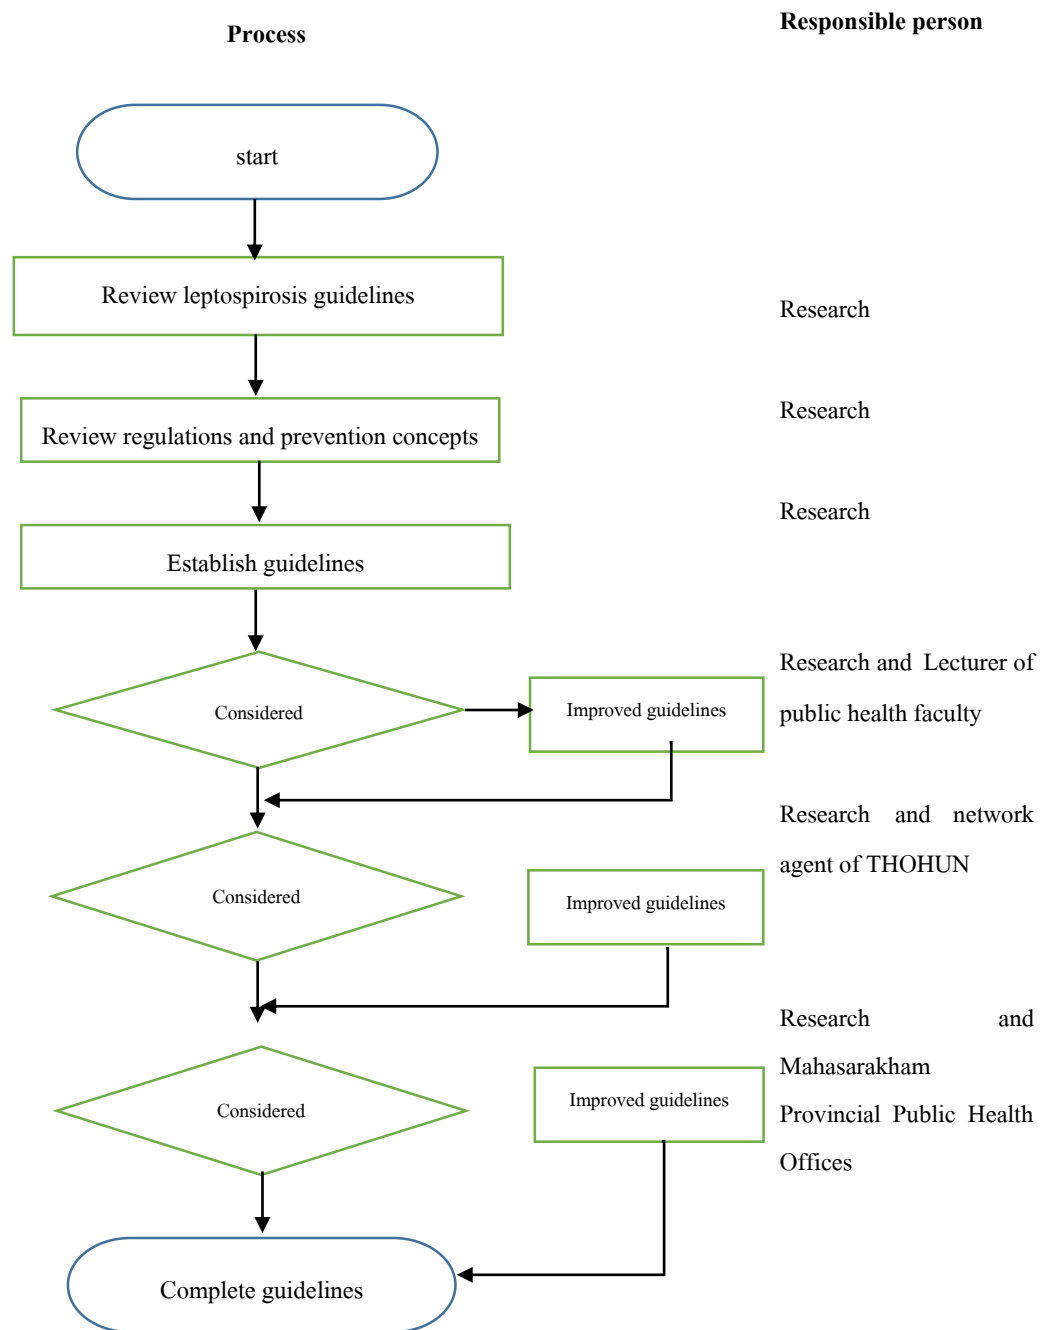 Process
Responsible person
start
Review leptospirosis guidelines
Research
Review regulations and prevention concepts
Research
Establish guidelines
Research
Considered
Improved guidelines
Research and Lecturer of
public health faculty
Considered
Improved guidelines
Research and network
agent of THOHUN
Considered
Improved guidelines
Research and
Mahasarakham
Provincial Public Health
Offices
Complete guidelines